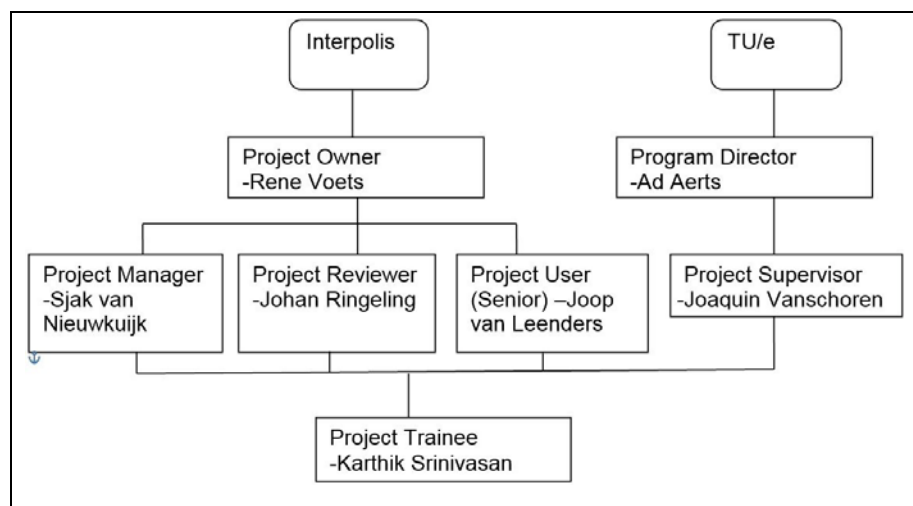 Interpolis
TU/e
Project Owner
-Rene Voets
Program Director
-Ad Aerts
Project Manager
-Sjak van
Nieuwkuijk
Project Reviewer
-Johan Ringeling
Project User
(Senior) –Joop
van Leenders
Project Supervisor
-Joaquin Vanschoren
Project Trainee
-Karthik Srinivasan